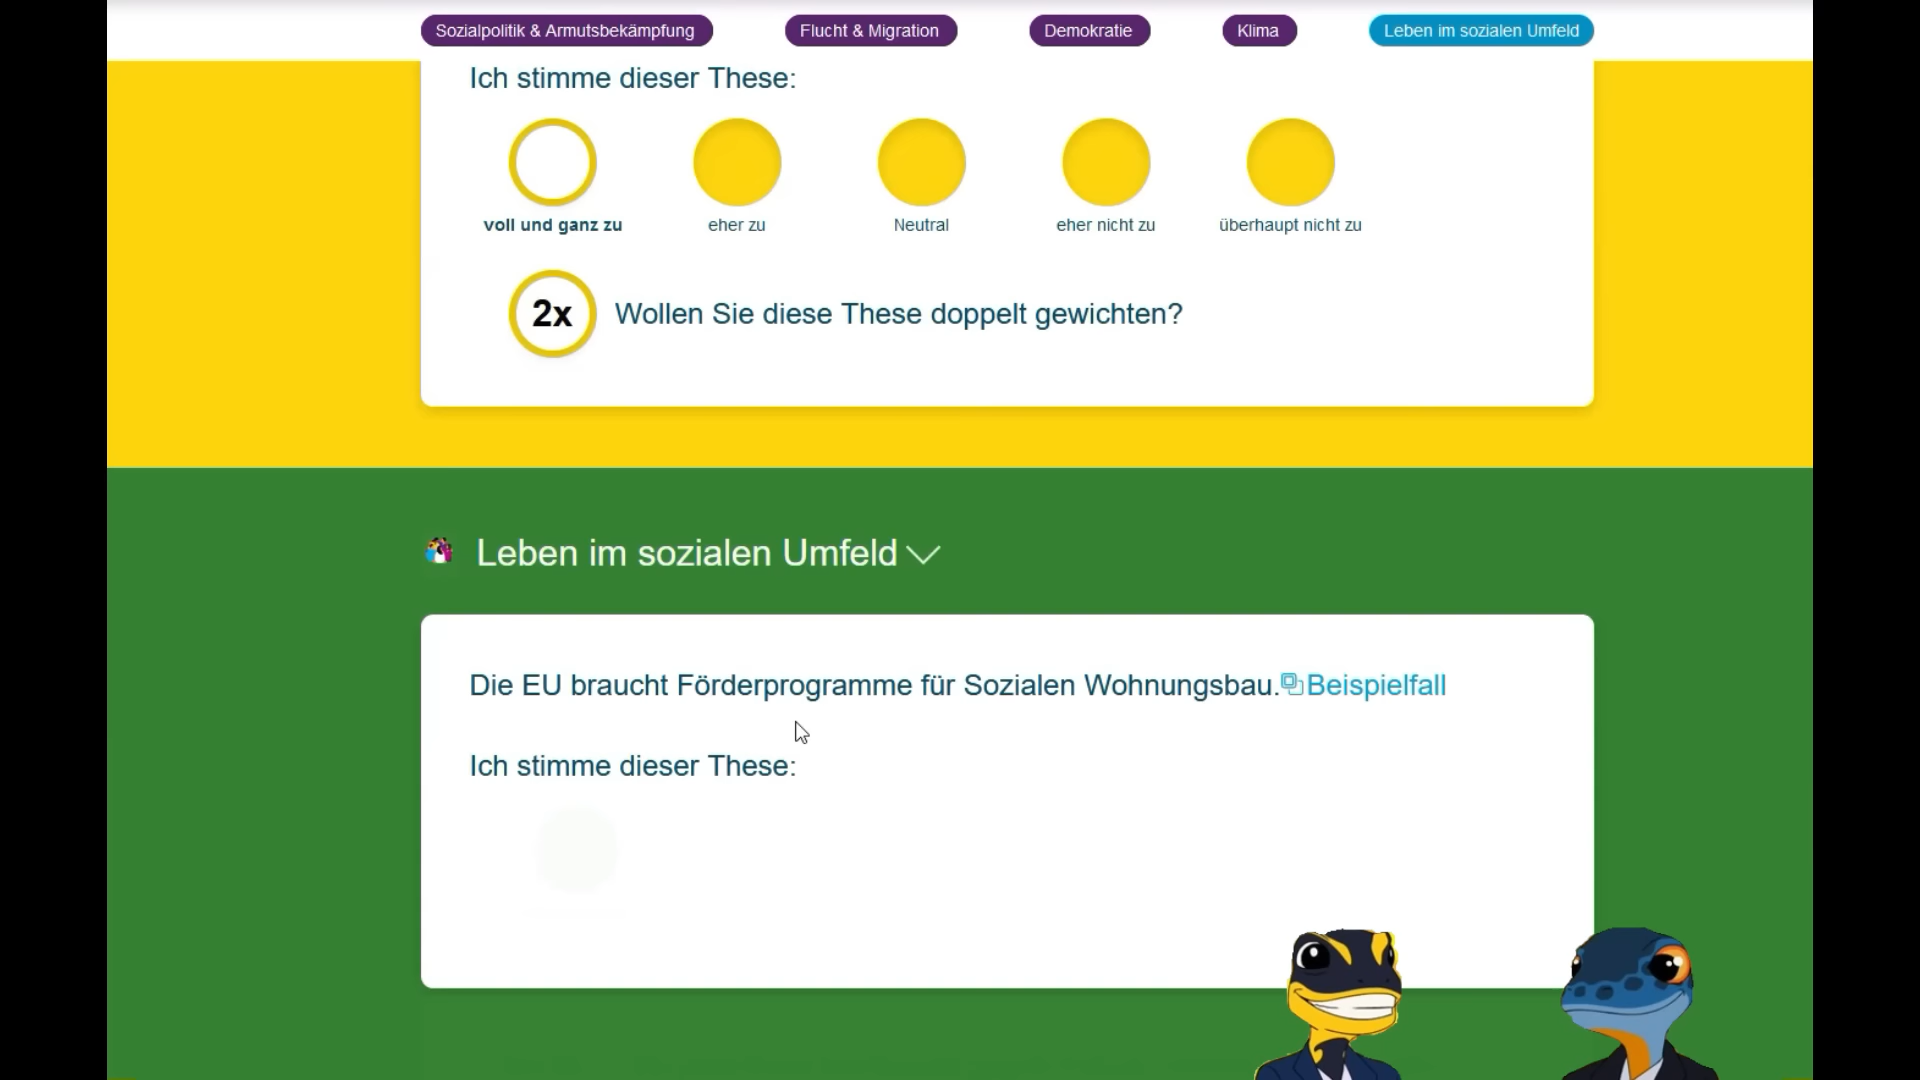 Sozialpolitik & Armutsbekämpfung Flucht & Migration Demokratie Klima Leben im sozialen Umfeld
Ich stimme dieser These:
voll und ganz zu eher zu Neutral eher nicht zu überhaupt nicht zu
2x Wollen Sie diese These doppelt gewichten?
Leben im sozialen Umfeld
Die EU braucht Förderprogramme für Sozialen Wohnungsbau. Beispielfall
Ich stimme dieser These: